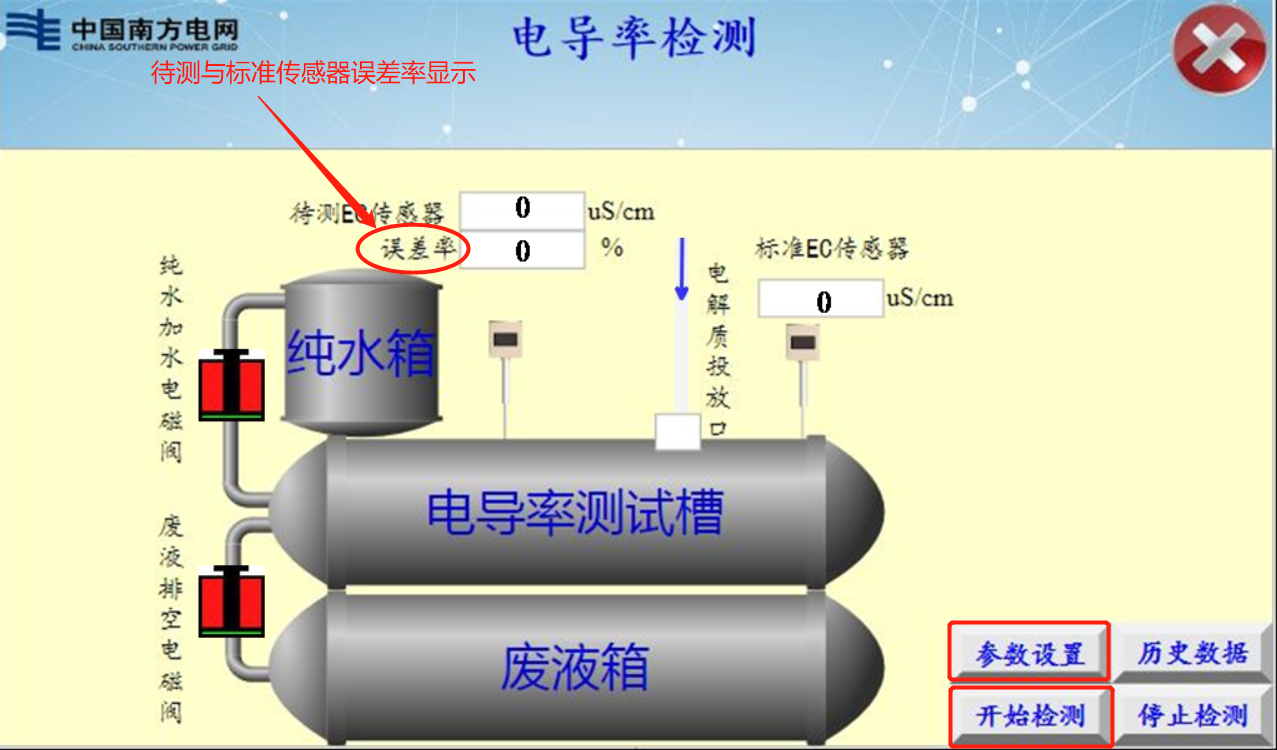 中国南方电网
CHINA SOUTHERN POWER GRID
电导率检测
待测与标准传感器误差率显示
待测EC传感器 0 uS/cm
误差率 0 %
标准EC传感器
0 uS/cm
纯水加水电磁阀
纯水箱
电解质投放口
电导率测试槽
废液排空电磁阀
废液箱
参数设置 历史数据
开始检测 停止检测